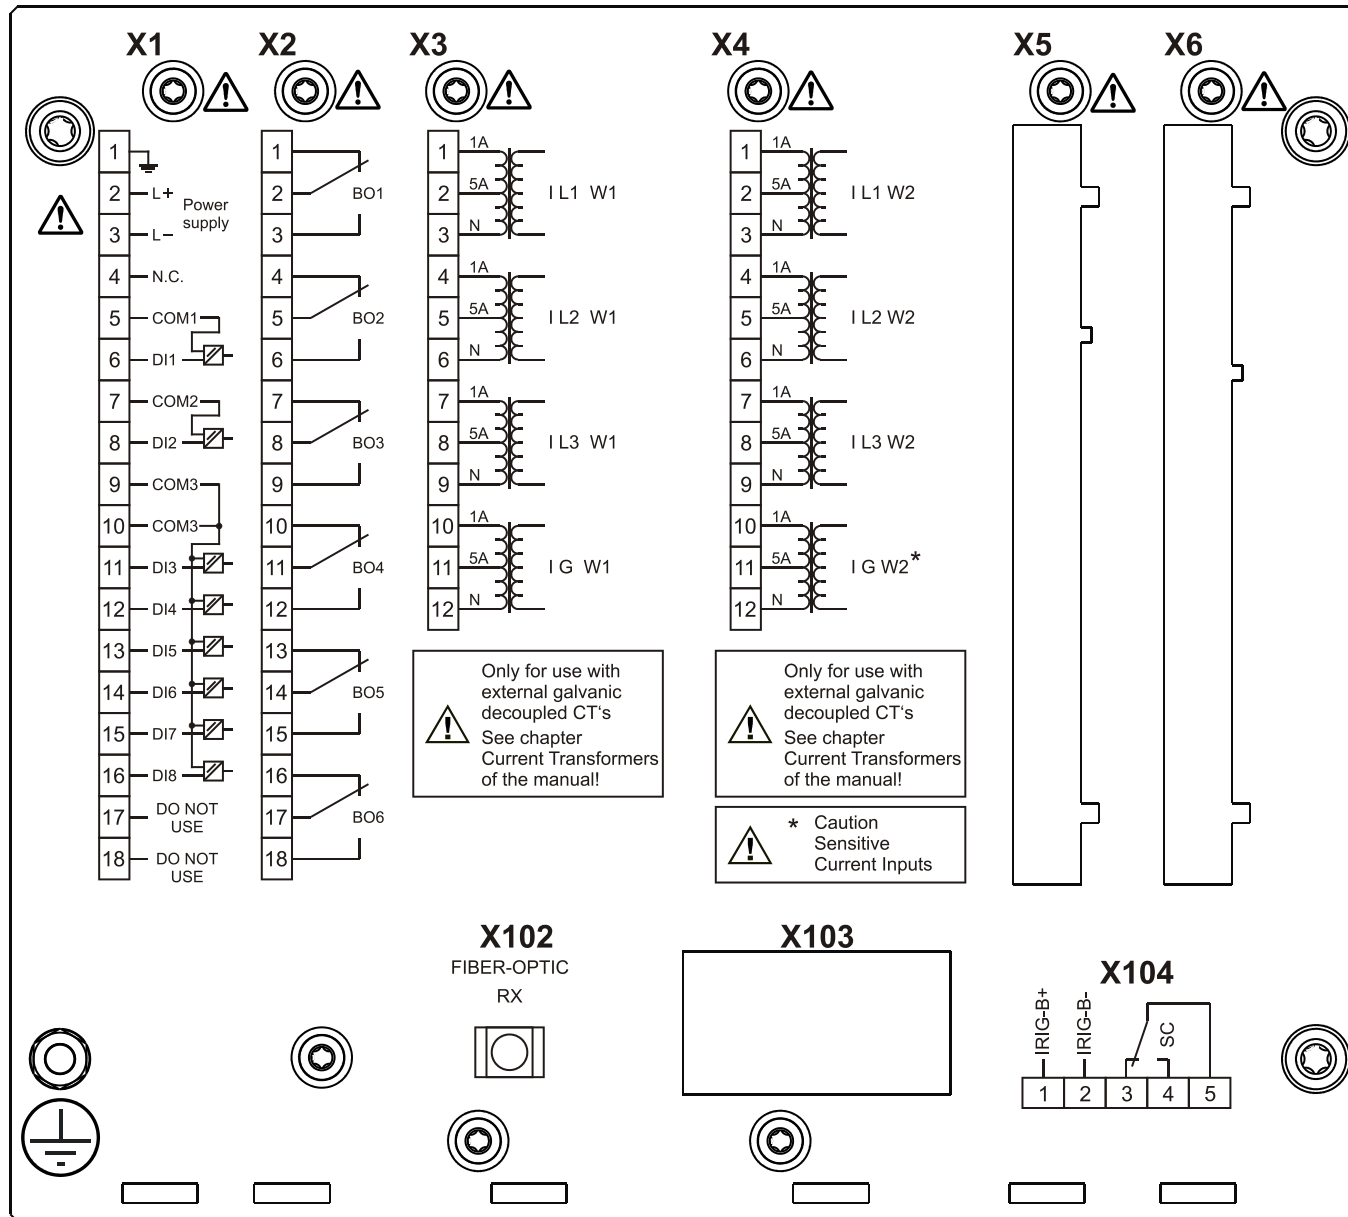 X1
X2
X3
X4
X5
X6
1
2 L+
Power
supply
3 L−
4 N.C.
5 COM1
6 DI1
7 COM2
8 DI2
9 COM3
10 COM3
11 DI3
12 DI4
13 DI5
14 DI6
15 DI7
16 DI8
17 DO NOT
USE
18 DO NOT
USE
1
2 BO1
3
4
5 BO2
6
7
8 BO3
9
10
11 BO4
12
13
14 BO5
15
16
17 BO6
18
1 1A
2 5A I L1 W1
3 N
4 1A
5 5A I L2 W1
6 N
7 1A
8 5A I L3 W1
9 N
10 1A
11 5A I G W1
12 N
Only for use with
external galvanic
decoupled CT‘s
See chapter
Current Transformers
of the manual!
1 1A
2 5A I L1 W2
3 N
4 1A
5 5A I L2 W2
6 N
7 1A
8 5A I L3 W2
9 N
10 1A
11 5A I G W2*
12 N
Only for use with
external galvanic
decoupled CT‘s
See chapter
Current Transformers
of the manual!
* Caution
Sensitive
Current Inputs
X102
FIBER-OPTIC
RX
X103
X104
IRIG-B+
IRIG-B-
SC
1 2 3 4 5